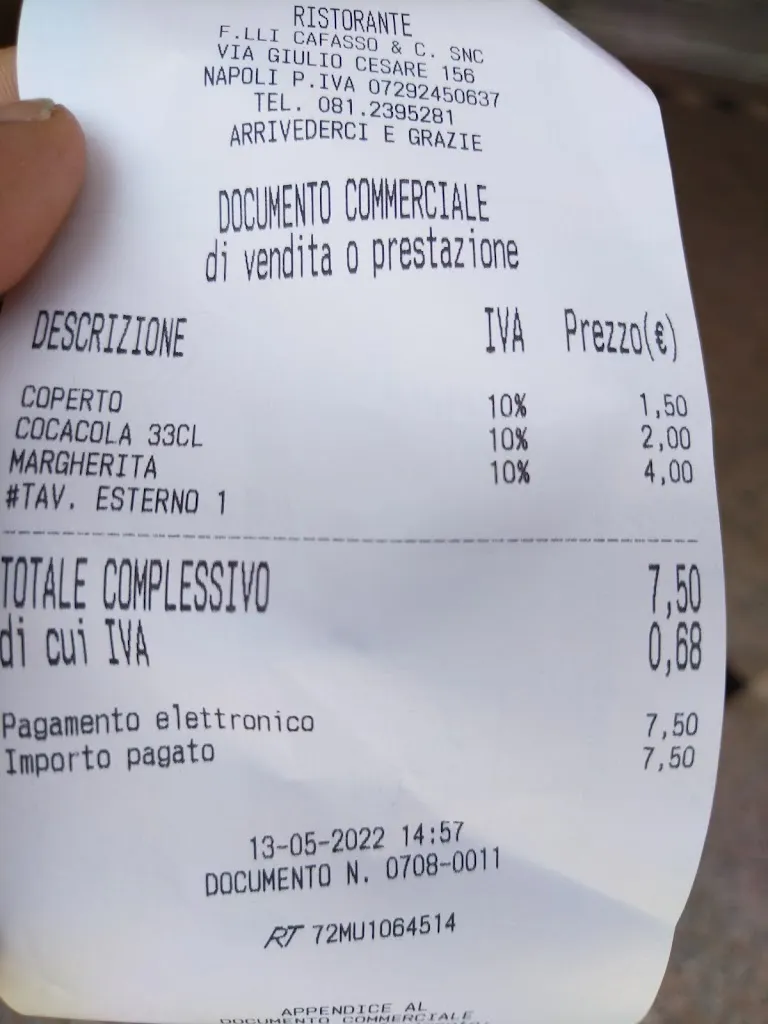 RISTORANTE
F.LLI CAFASSO & C. SNC
VIA GIULIO CESARE 156
NAPOLI P.IVA 07292450637
TEL. 081.2395281
ARRIVEDERCI E GRAZIE
DOCUMENTO COMMERCIALE
di vendita o prestazione
DESCRIZIONE IVA Prezzo(€)
COPERTO 10% 1,50
COCACOLA 33CL 10% 2,00
MARGHERITA 10% 4,00
#TAV. ESTERNO 1
TOTALE COMPLESSIVO 7,50
di cui IVA 0,68
Pagamento elettronico 7,50
Importo pagato 7,50
13-05-2022 14:57
DOCUMENTO N. 0708-0011
RT 72MU1064514
APPENDICE AL
DOCUMENTO COMMERCIALE